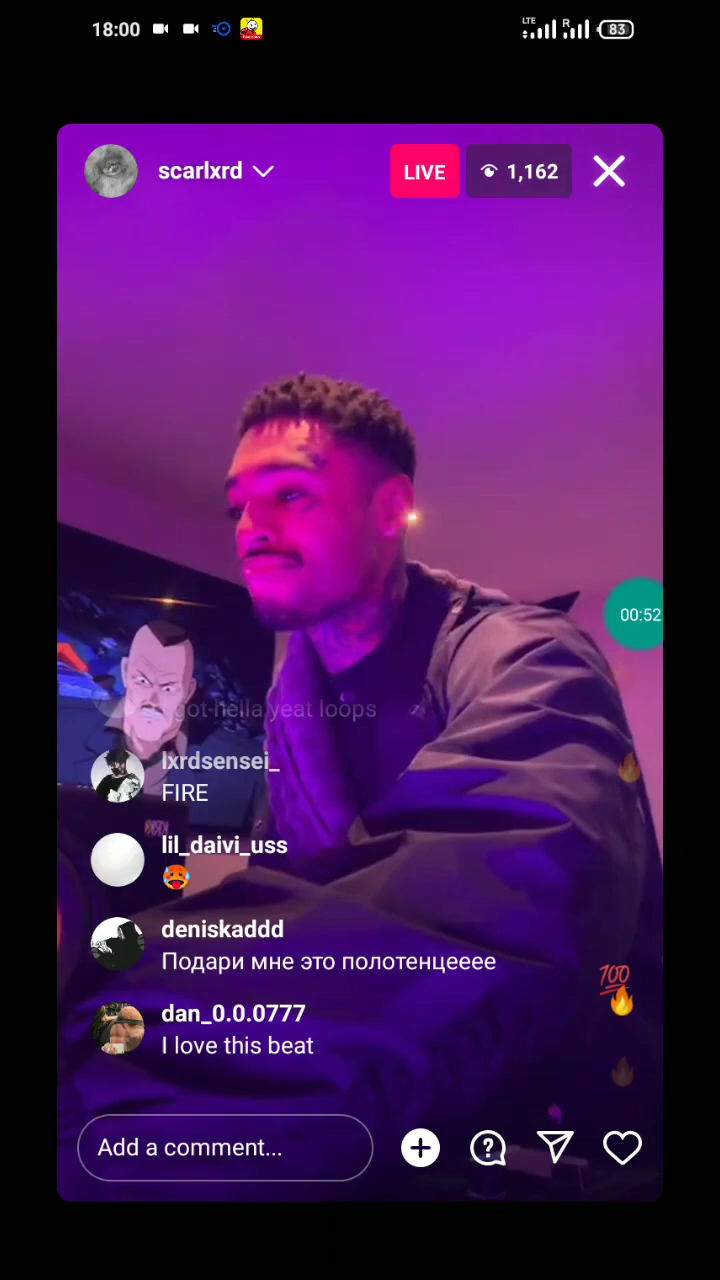 18:00
LTE
R
83
scarlxrd
LIVE
1,162
00:52
got hella yeat loops
lxrdsensei_
FIRE
lil_daivi_uss
🥵
deniskaddd
Подари мне это полотенцееее
💯
dan_0.0.0777
I love this beat
Add a comment...